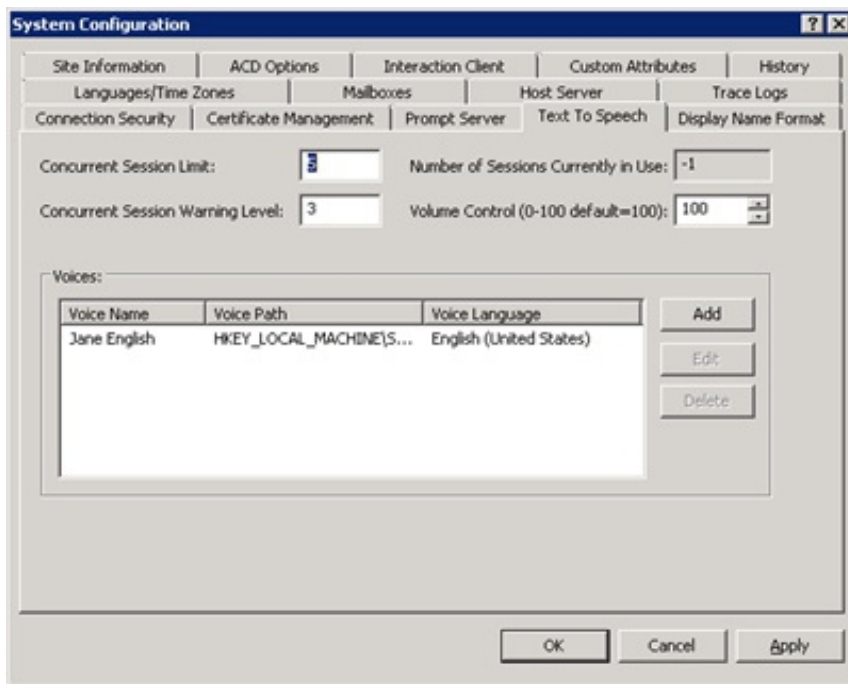 System Configuration
Site Information ACD Options Interaction Client Custom Attributes History
Languages/Time Zones Mailboxes Host Server Trace Logs
Connection Security Certificate Management Prompt Server Text To Speech Display Name Format
Concurrent Session Limit: 5 Number of Sessions Currently in Use: -1
Concurrent Session Warning Level: 3 Volume Control (0-100 default=100): 100
Voices:
Voice Name Voice Path Voice Language
Jane English HKEY_LOCAL_MACHINE\S... English (United States)
Add
Edit
Delete
OK Cancel Apply